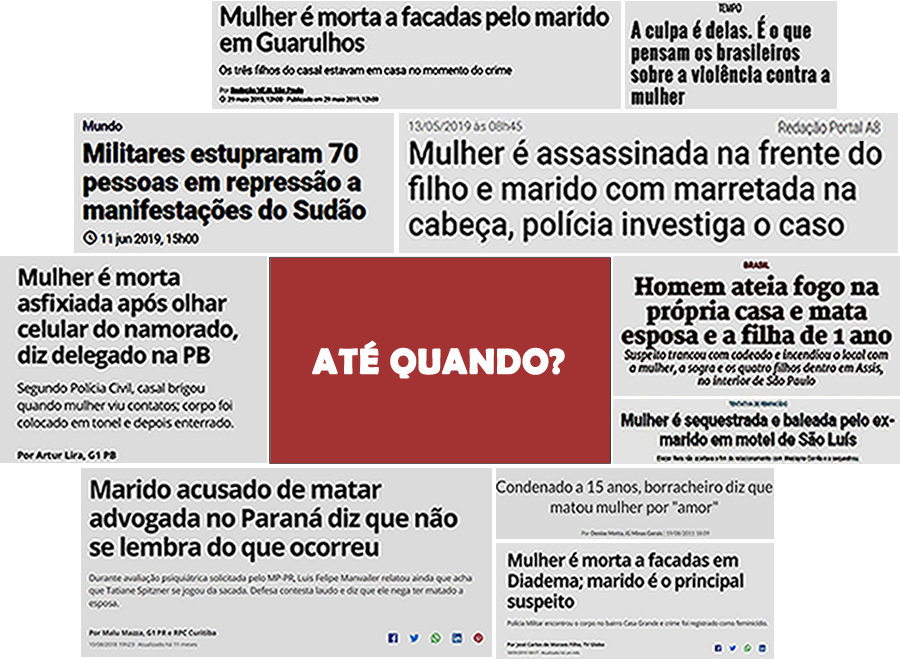 Mulher é morta a facadas pelo marido
em Guarulhos
Os três filhos do casal estavam em casa no momento do crime
Por Redação VEJA São Paulo
29 maio 2019, 13h08 - Publicado em 29 maio 2019, 12h59
TEMPO
A culpa é delas. É o que
pensam os brasileiros
sobre a violência contra a
mulher
Mundo
Militares estupraram 70
pessoas em repressão a
manifestações do Sudão
11 jun 2019, 15h00
13/05/2019 às 08h45
Redação Portal A8
Mulher é assassinada na frente do
filho e marido com marretada na
cabeça, polícia investiga o caso
Mulher é morta
asfixiada após olhar
celular do namorado,
diz delegado na PB
Segundo Polícia Civil, casal brigou
quando mulher viu contatos; corpo foi
colocado em tonel e depois enterrado.
Por Artur Lira, G1 PB
ATÉ QUANDO?
BRASIL
Homem ateia fogo na
própria casa e mata
esposa e a filha de 1 ano
Suspeito trancou com cadeado e incendiou o local com
a mulher, a sogra e os quatro filhos dentro em Assis,
no interior de São Paulo
TENTATIVA DE FEMINICÍDIO
Mulher é sequestrada e baleada pelo ex-
marido em motel de São Luís
Marido acusado de matar
advogada no Paraná diz que não
se lembra do que ocorreu
Durante avaliação psiquiátrica solicitada pelo MP-PR, Luis Felipe Manvailer relatou ainda que acha
que Tatiane Spitzner se jogou da sacada. Defesa contesta laudo e diz que ele nega ter matado a
esposa.
Por Malu Mazza, G1 PR e RPC Curitiba
10/08/2018 19h23 Atualizado há 11 meses
Condenado a 15 anos, borracheiro diz que
matou mulher por "amor"
Por Denise Motta, iG Minas Gerais |
Mulher é morta a facadas em
Diadema; marido é o principal
suspeito
Polícia Militar encontrou o corpo no bairro Casa Grande e crime foi registrado como feminicídio.
Por José Carlos de Moraes Filho, TV Globo